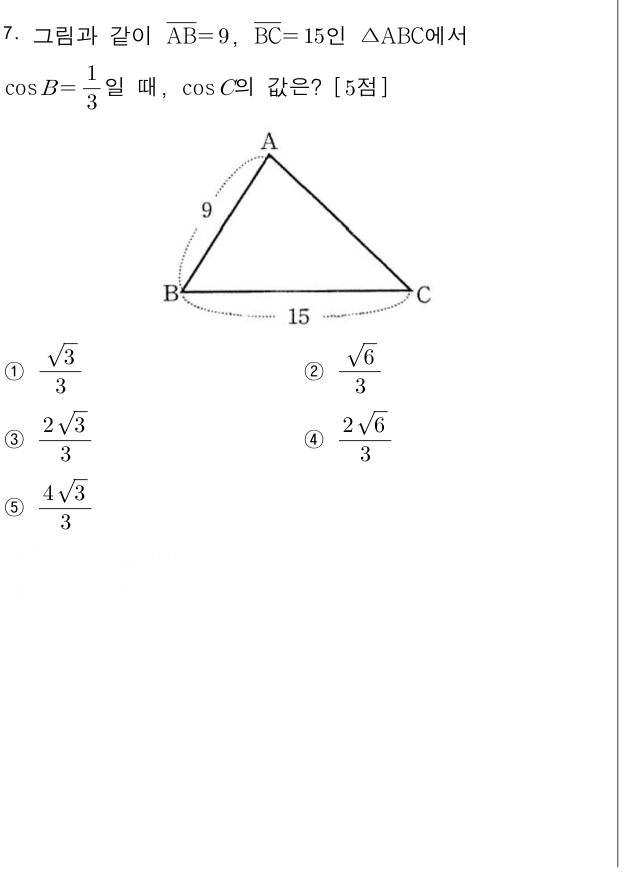 7. 그림과 같이 AB=9, BC=15인 △ABC에서
cos B=1/3일 때, cos C의 값은? [5점]
A
9
B
C
15
① √3/3
② √6/3
③ 2√3/3
④ 2√6/3
⑤ 4√3/3